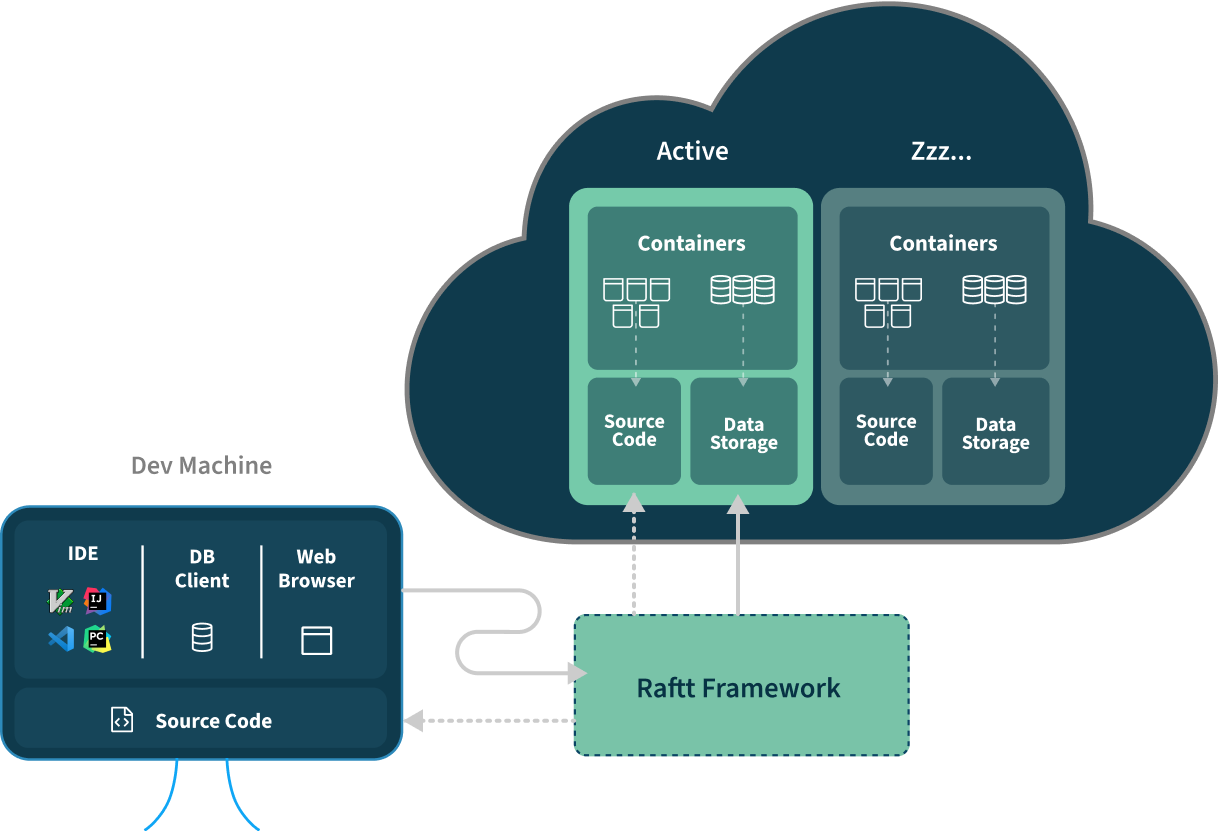 Active
Zzz...
Containers
Containers
Source
Code
Data
Storage
Source
Code
Data
Storage
Dev Machine
IDE
DB
Client
Web
Browser
Vim
IJ
PC
Source Code
Raftt Framework